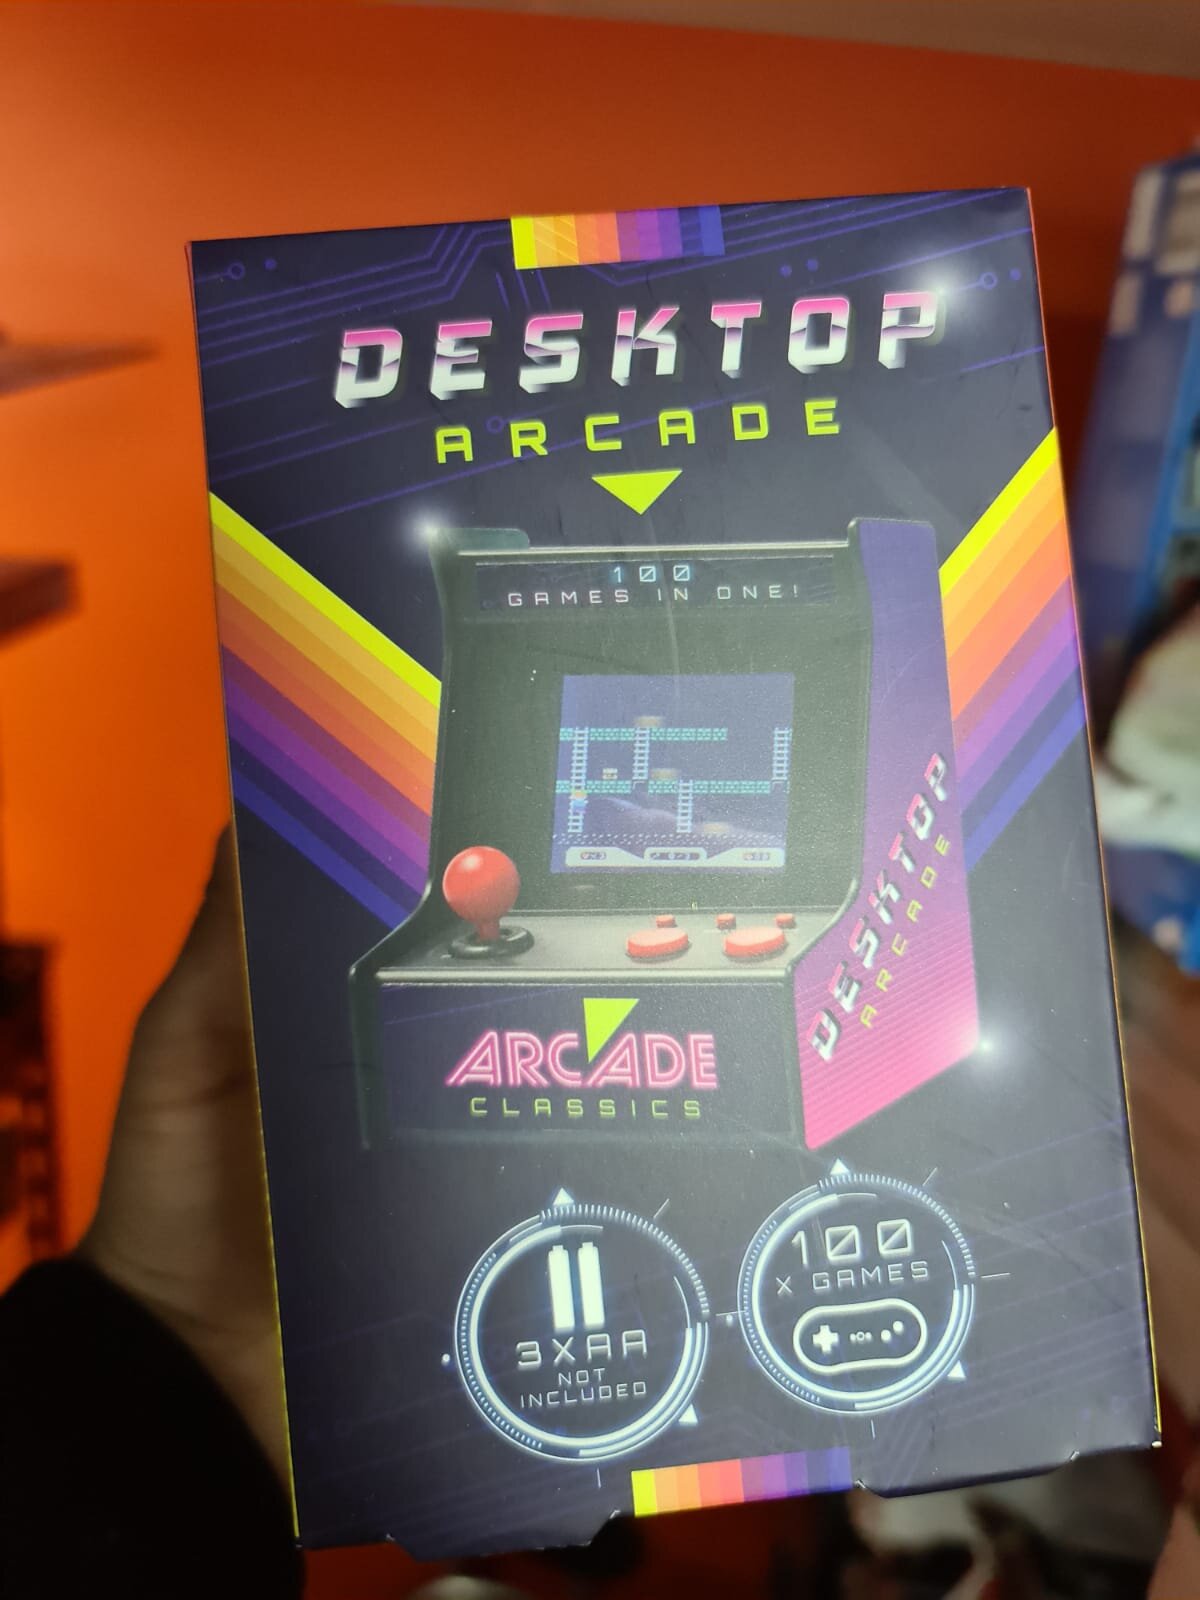 DESKTOP
ARCADE
100
GAMES IN ONE!
DESKTOP
ARCADE
ARCADE
CLASSICS
3XAA
NOT
INCLUDED
100
X GAMES